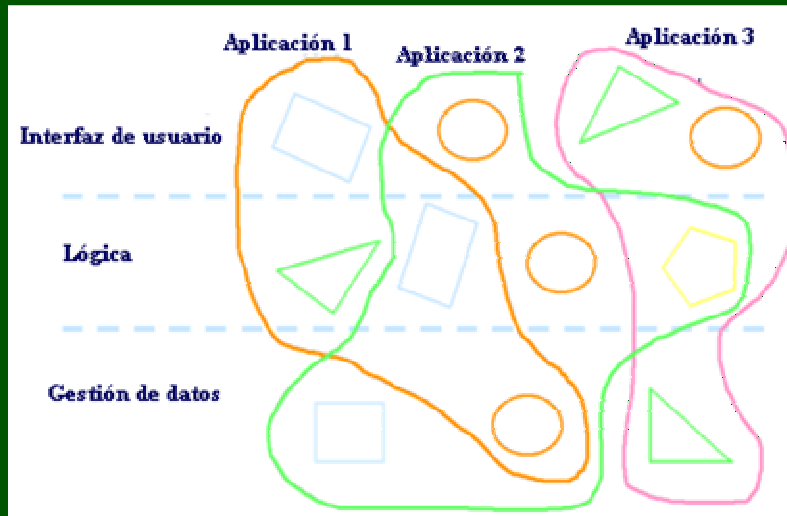 Aplicación 1
Aplicación 2
Aplicación 3
Interfaz de usuario
Lógica
Gestión de datos